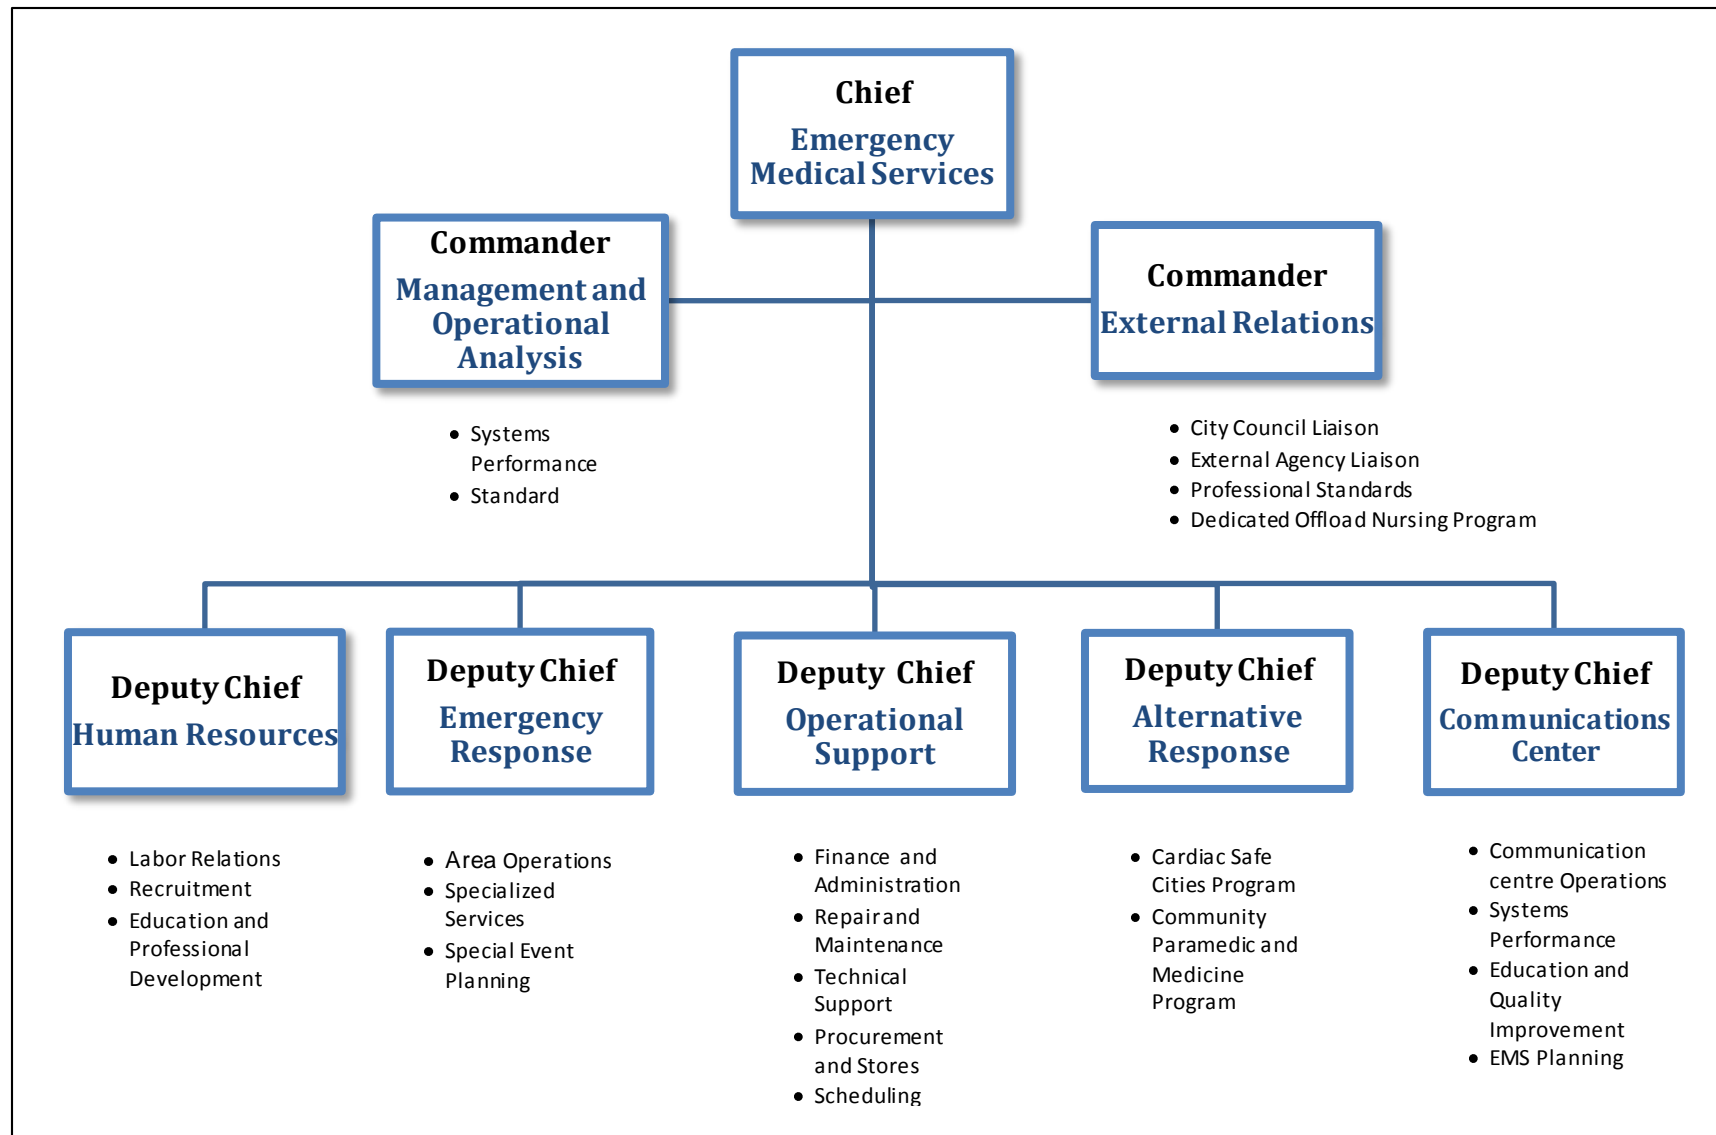 Chief
Emergency
Medical Services
Commander
Management and
Operational
Analysis
Commander
External Relations
• Systems
Performance
• Standard
• City Council Liaison
• External Agency Liaison
• Professional Standards
• Dedicated Offload Nursing Program
Deputy Chief
Human Resources
Deputy Chief
Emergency
Response
Deputy Chief
Operational
Support
Deputy Chief
Alternative
Response
Deputy Chief
Communications
Center
• Labor Relations
• Recruitment
• Education and
Professional
Development
• Area Operations
• Specialized
Services
• Special Event
Planning
• Finance and
Administration
• Repair and
Maintenance
• Technical
Support
• Procurement
and Stores
• Scheduling
• Cardiac Safe
Cities Program
• Community
Paramedic and
Medicine
Program
• Communication
centre Operations
• Systems
Performance
• Education and
Quality
Improvement
• EMS Planning